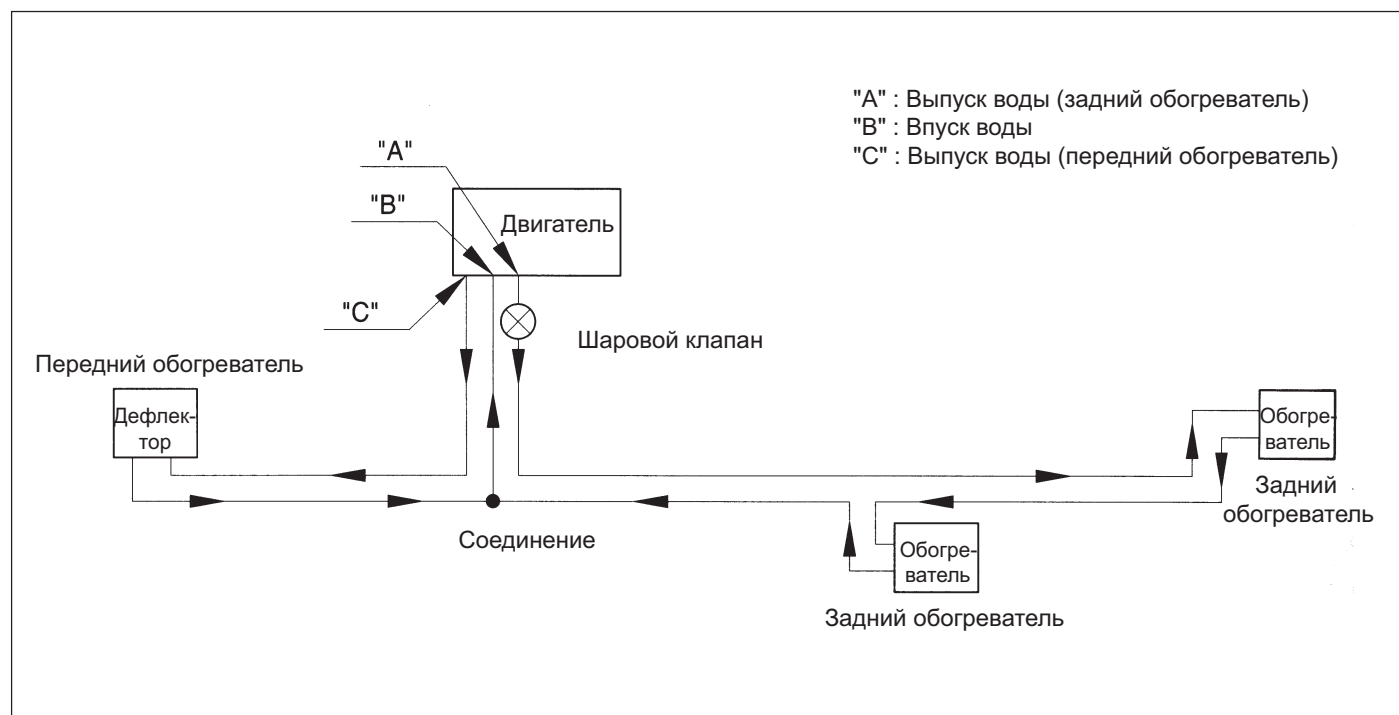 "A" : Выпуск воды (задний обогреватель)
"B" : Впуск воды
"C" : Выпуск воды (передний обогреватель)
"A"
"B"
Двигатель
"C"
Шаровой клапан
Передний обогреватель
Дефлек-
тор
Обогре-
ватель
Задний
обогреватель
Соединение
Обогре-
ватель
Задний обогреватель